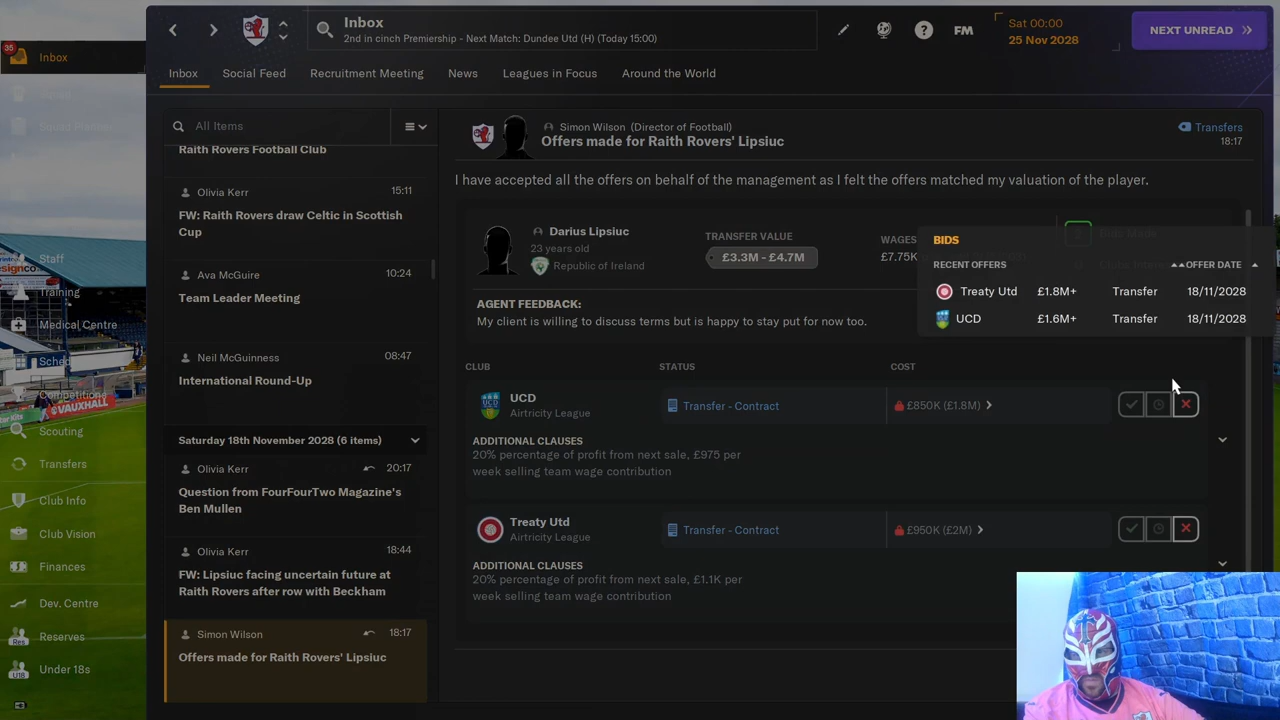 Inbox
2nd in cinch Premiership - Next Match: Dundee Utd (H) (Today 15:00)
FM
Sat 00:00
25 Nov 2028
NEXT UNREAD
35
Inbox
Inbox
Social Feed
Recruitment Meeting
News
Leagues in Focus
Around the World
All Items
Simon Wilson (Director of Football)
Offers made for Raith Rovers' Lipsiuc
Transfers
18:17
Raith Rovers Football Club
I have accepted all the offers on behalf of the management as I felt the offers matched my valuation of the player.
Olivia Kerr
15:11
FW: Raith Rovers draw Celtic in Scottish
Cup
Darius Lipsiuc
23 years old
Republic of Ireland
TRANSFER VALUE
£3.3M - £4.7M
WAGES
£7.75K
BIDS
RECENT OFFERS
OFFER DATE
Treaty Utd
£1.8M+
Transfer
18/11/2028
UCD
£1.6M+
Transfer
18/11/2028
Staff
Training
Medical Centre
Sched
Competitions
VAUXHALL
Scouting
Transfers
Club Info
Club Vision
Finances
Dev. Centre
Res
Reserves
U18
Under 18s
Ava McGuire
10:24
Team Leader Meeting
AGENT FEEDBACK:
My client is willing to discuss terms but is happy to stay put for now too.
Neil McGuinness
08:47
International Round-Up
CLUB
STATUS
COST
UCD
Airtricity League
Transfer - Contract
£850K (£1.8M)
ADDITIONAL CLAUSES
20% percentage of profit from next sale, £975 per
week selling team wage contribution
Saturday 18th November 2028 (6 items)
Olivia Kerr
20:17
Question from FourFourTwo Magazine's
Ben Mullen
Treaty Utd
Airtricity League
Transfer - Contract
£950K (£2M)
ADDITIONAL CLAUSES
20% percentage of profit from next sale, £1.1K per
week selling team wage contribution
Olivia Kerr
18:44
FW: Lipsiuc facing uncertain future at
Raith Rovers after row with Beckham
Simon Wilson
18:17
Offers made for Raith Rovers' Lipsiuc